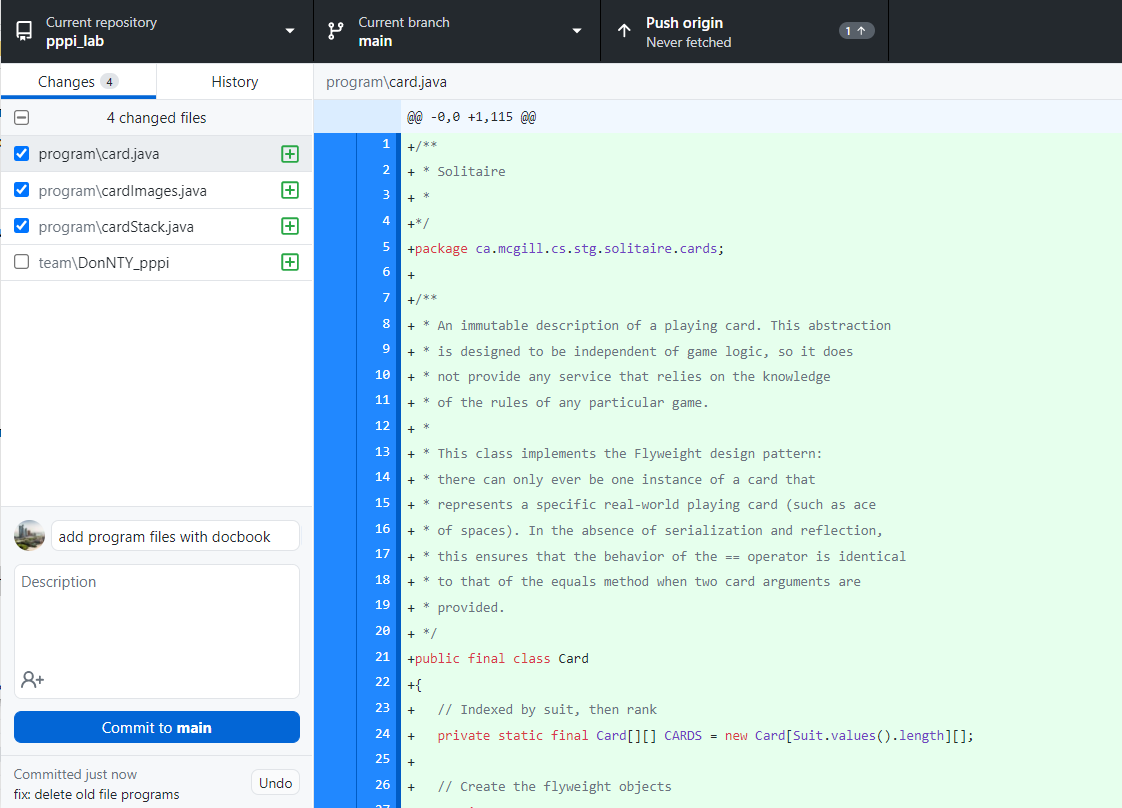 Current repository
pppi_lab
Current branch
main
Push origin
Never fetched
1
Changes 4
History
program\card.java
4 changed files
program\card.java
program\cardImages.java
program\cardStack.java
team\DonNTY_pppi
@@ -0,0 +1,115 @@
1 +/**
2 + * Solitaire
3 + *
4 +*/
5 +package ca.mcgill.cs.stg.solitaire.cards;
6 +
7 +/**
8 + * An immutable description of a playing card. This abstraction
9 + * is designed to be independent of game logic, so it does
10 + * not provide any service that relies on the knowledge
11 + * of the rules of any particular game.
12 + *
13 + * This class implements the Flyweight design pattern:
14 + * there can only ever be one instance of a card that
15 + * represents a specific real-world playing card (such as ace
16 + * of spaces). In the absence of serialization and reflection,
17 + * this ensures that the behavior of the == operator is identical
18 + * to that of the equals method when two card arguments are
19 + * provided.
20 + */
21 +public final class Card
22 +{
23 + // Indexed by suit, then rank
24 + private static final Card[][] CARDS = new Card[Suit.values().length][];
25 +
26 + // Create the flyweight objects
add program files with docbook
Description
Commit to main
Committed just now
fix: delete old file programs
Undo